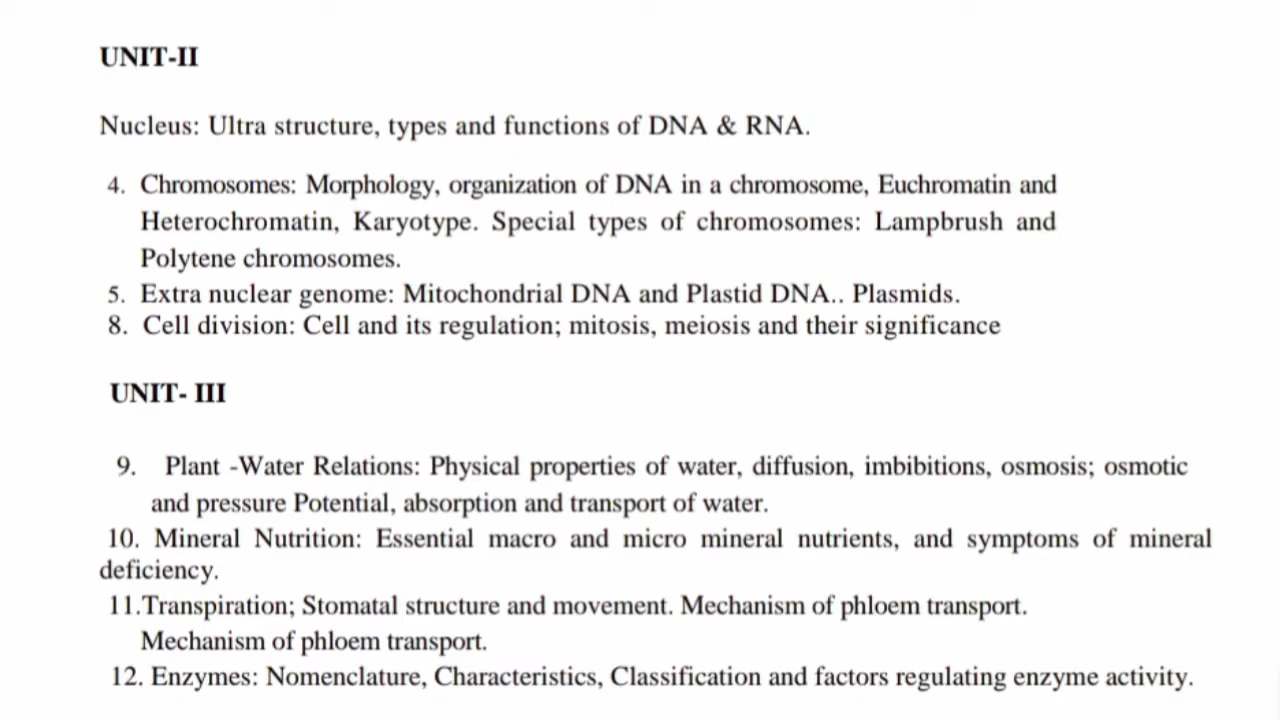 UNIT-II
Nucleus: Ultra structure, types and functions of DNA & RNA.
4. Chromosomes: Morphology, organization of DNA in a chromosome, Euchromatin and
Heterochromatin, Karyotype. Special types of chromosomes: Lampbrush and
Polytene chromosomes.
5. Extra nuclear genome: Mitochondrial DNA and Plastid DNA.. Plasmids.
8. Cell division: Cell and its regulation; mitosis, meiosis and their significance
UNIT- III
9. Plant -Water Relations: Physical properties of water, diffusion, imbibitions, osmosis; osmotic
and pressure Potential, absorption and transport of water.
10. Mineral Nutrition: Essential macro and micro mineral nutrients, and symptoms of mineral
deficiency.
11.Transpiration; Stomatal structure and movement. Mechanism of phloem transport.
Mechanism of phloem transport.
12. Enzymes: Nomenclature, Characteristics, Classification and factors regulating enzyme activity.